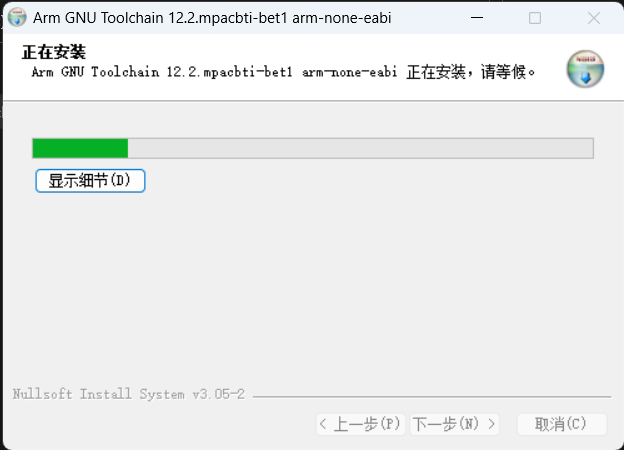 Arm GNU Toolchain 12.2.mpacbti-bet1 arm-none-eabi
正在安装
Arm GNU Toolchain 12.2.mpacbti-bet1 arm-none-eabi 正在安装，请等候。
显示细节(D)
Nullsoft Install System v3.05-2
< 上一步(P) 下一步(N) > 取消(C)